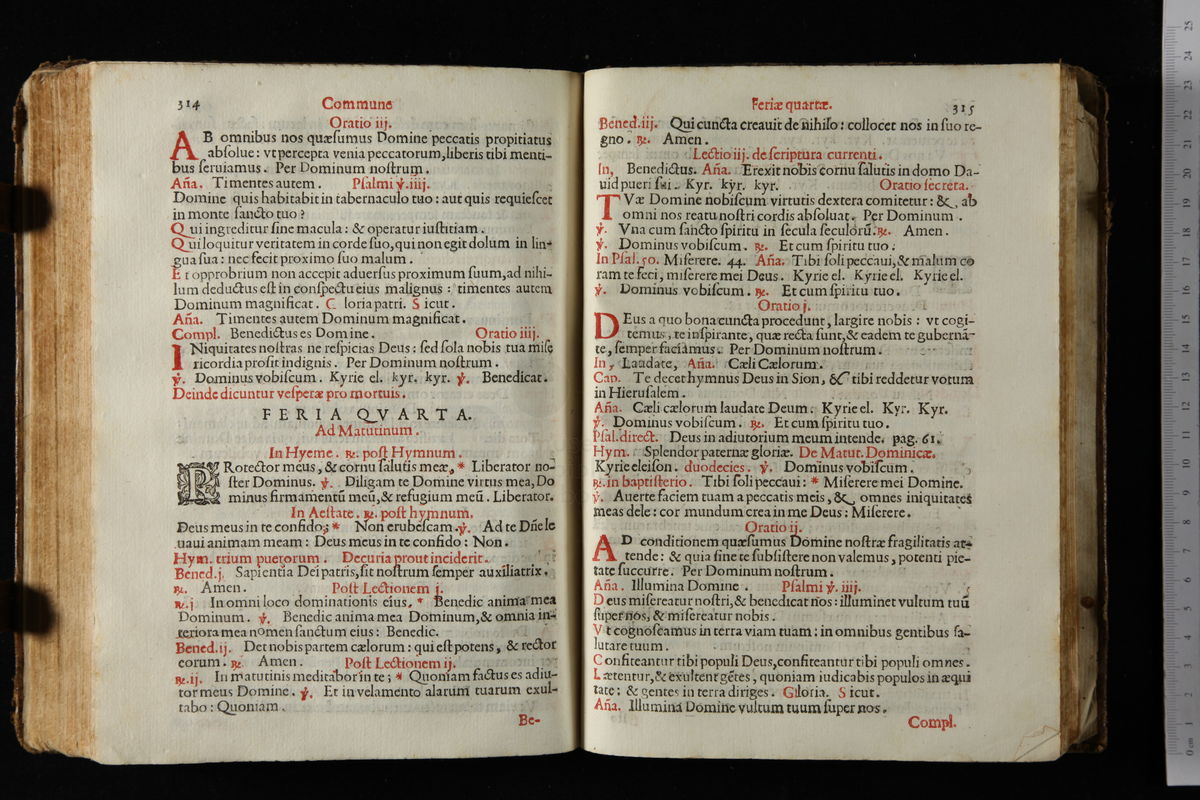 314
Commune
Oratio iij.
AB omnibus nos quæsumus Domine peccatis propitiatus
absolue: vt percepta venia peccatorum, liberis tibi menti-
bus seruiamus. Per Dominum nostrum.
Aña. Timentes autem. Psalmi ℣. iiij.
Domine quis habitabit in tabernaculo tuo: aut quis requiescet
in monte sancto tuo?
Qui ingreditur sine macula: & operatur iustitiam.
Qui loquitur veritatem in corde suo, qui non egit dolum in lin-
gua sua: nec fecit proximo suo malum.
Et opprobrium non accepit aduersus proximum suum, ad nihi-
lum deductus est in conspectu eius malignus: timentes autem
Dominum magnificat. Gloria patri. Sicut.
Aña. Timentes autem Dominum magnificat.
Compl. Benedictus es Domine. Oratio iiij.
INiquitates nostras ne respicias Deus: sed sola nobis tua mise
ricordia prosit indignis. Per Dominum nostrum.
℣. Dominus vobiscum. Kyrie el. kyr. kyr. ℣. Benedicat.
Deinde dicuntur vesperæ pro mortuis.
FERIA QVARTA.
Ad Matutinum.
In Hyeme. ℟. post Hymnum.
PRotector meus, & cornu salutis meæ, * Liberator no-
ster Dominus. ℣. Diligam te Domine virtus mea, Do
minus firmamentū meū, & refugium meū. Liberator.
In Aestate. ℟. post hymnum.
Deus meus in te confido; * Non erubescam. ℣. Ad te Dñe le
uaui animam meam: Deus meus in te confido: Non.
Hym. trium puerorum. Decuria prout inciderit.
Bened. j. Sapientia Dei patris, sit nostrum semper auxiliatrix.
℟. Amen. Post Lectionem j.
℟. j In omni loco dominationis eius, * Benedic anima mea
Dominum. ℣. Benedic anima mea Dominum, & omnia in-
teriora mea nomen sanctum eius: Benedic.
Bened. ij. Det nobis partem cælorum: qui est potens, & rector
eorum. ℟. Amen. Post Lectionem ij.
℟. ij. In matutinis meditabor in te; * Quoniam factus es adiu-
tor meus Domine. ℣. Et in velamento alarum tuarum exul-
tabo: Quoniam.
Be-
Feriæ quartæ.
315
Bened. iij. Qui cuncta creauit de nihilo: collocet nos in suo re-
gno. ℟. Amen.
Lectio iij. de scriptura currenti.
In, Benedictus. Aña. Erexit nobis cornu salutis in domo Da-
uid pueri sui. Kyr. kyr. kyr. Oratio secreta.
TVæ Domine nobiscum virtutis dextera comitetur: &, ab
omni nos reatu nostri cordis absoluat. Per Dominum.
℣. Vna cum sancto spiritu in secula seculorū. ℟. Amen.
℣. Dominus vobiscum. ℟. Et cum spiritu tuo.
In Psal. 50. Miserere. 44. Aña. Tibi soli peccaui, & malum co
ram te feci, miserere mei Deus. Kyrie el. Kyrie el. Kyrie el.
℣. Dominus vobiscum. ℟. Et cum spiritu tuo.
Oratio j.
DEus a quo bona cuncta procedunt, largire nobis: vt cogi-
temus, te inspirante, quæ recta sunt, & eadem te gubernā-
te, semper faciamus. Per Dominum nostrum.
In, Laudate, Aña. Cæli Cælorum.
Cap. Te decet hymnus Deus in Sion, & tibi reddetur votum
in Hierusalem.
Aña. Cæli cælorum laudate Deum. Kyrie el. Kyr. Kyr.
℣. Dominus vobiscum. ℟. Et cum spiritu tuo.
Psal. direct. Deus in adiutorium meum intende. pag. 61.
Hym. Splendor paternæ gloriæ. De Matut. Dominicæ.
Kyrie eleison. duodecies. ℣. Dominus vobiscum.
℟. in baptisterio. Tibi soli peccaui: * Miserere mei Domine.
℣. Auerte faciem tuam a peccatis meis, &, omnes iniquitates
meas dele: cor mundum crea in me Deus: Miserere.
Oratio ij.
AD conditionem quæsumus Domine nostræ fragilitatis at-
tende: & quia sine te subsistere non valemus, potenti pie-
tate succurre. Per Dominum nostrum.
Aña. Illumina Domine. Psalmi ℣. iiij.
Deus misereatur nostri, & benedicat nos: illuminet vultum tuū
super nos, & misereatur nobis.
Vt cognoscamus in terra viam tuam: in omnibus gentibus sa-
lutare tuum.
Confiteantur tibi populi Deus, confiteantur tibi populi omnes.
Lætentur, & exultent gētes, quoniam iudicabis populos in æqui
tate: & gentes in terra diriges. Gloria. Sicut.
Aña. Illumina Domine vultum tuum super nos.
Compl.